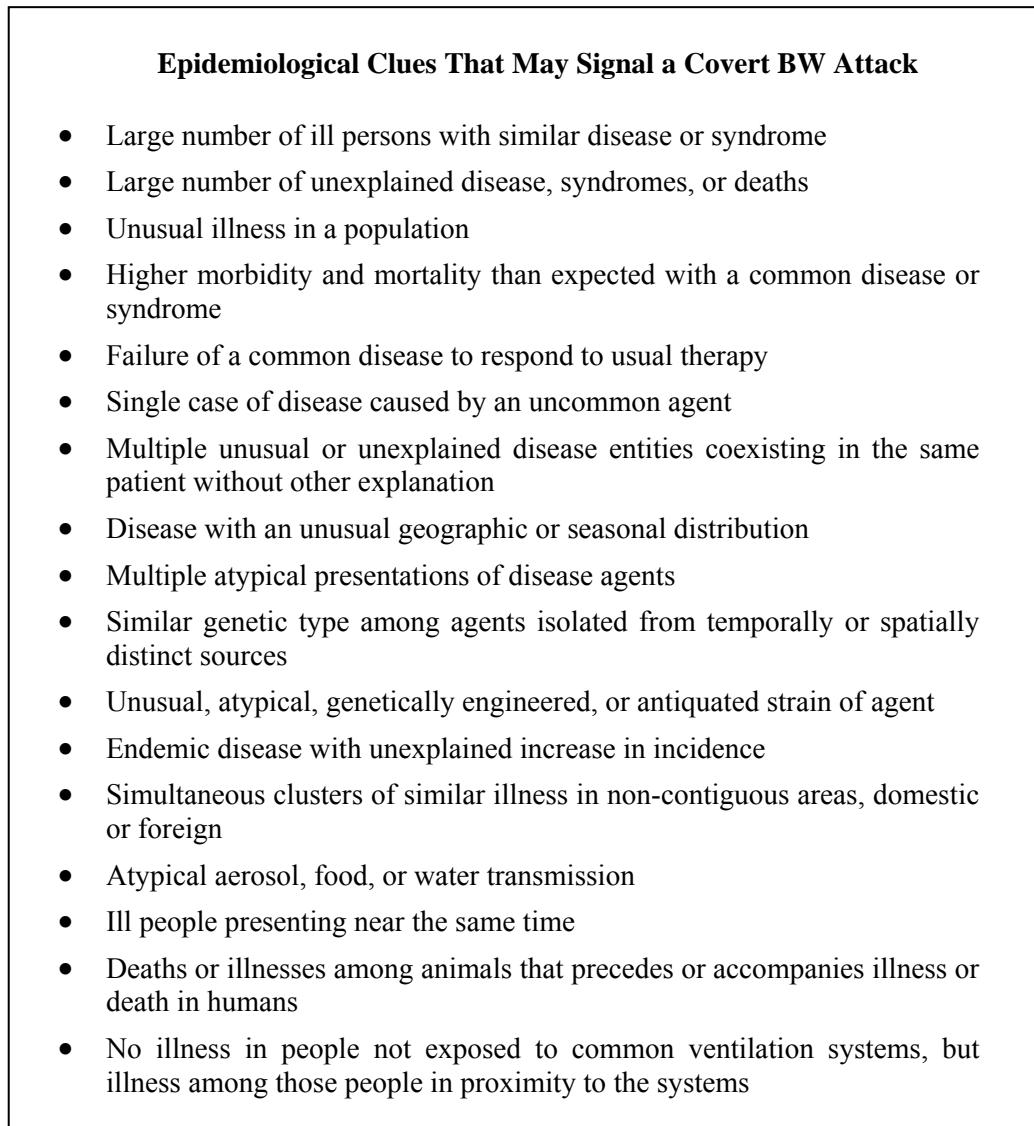 Epidemiological Clues That May Signal a Covert BW Attack
• Large number of ill persons with similar disease or syndrome
• Large number of unexplained disease, syndromes, or deaths
• Unusual illness in a population
• Higher morbidity and mortality than expected with a common disease or
syndrome
• Failure of a common disease to respond to usual therapy
• Single case of disease caused by an uncommon agent
• Multiple unusual or unexplained disease entities coexisting in the same
patient without other explanation
• Disease with an unusual geographic or seasonal distribution
• Multiple atypical presentations of disease agents
• Similar genetic type among agents isolated from temporally or spatially
distinct sources
• Unusual, atypical, genetically engineered, or antiquated strain of agent
• Endemic disease with unexplained increase in incidence
• Simultaneous clusters of similar illness in non-contiguous areas, domestic
or foreign
• Atypical aerosol, food, or water transmission
• Ill people presenting near the same time
• Deaths or illnesses among animals that precedes or accompanies illness or
death in humans
• No illness in people not exposed to common ventilation systems, but
illness among those people in proximity to the systems